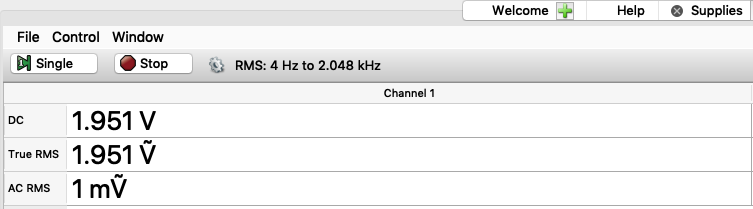 Welcome Help Supplies
File Control Window
Single Stop RMS: 4 Hz to 2.048 kHz
Channel 1
DC 1.951 V
True RMS 1.951 Ṽ
AC RMS 1 mṼ